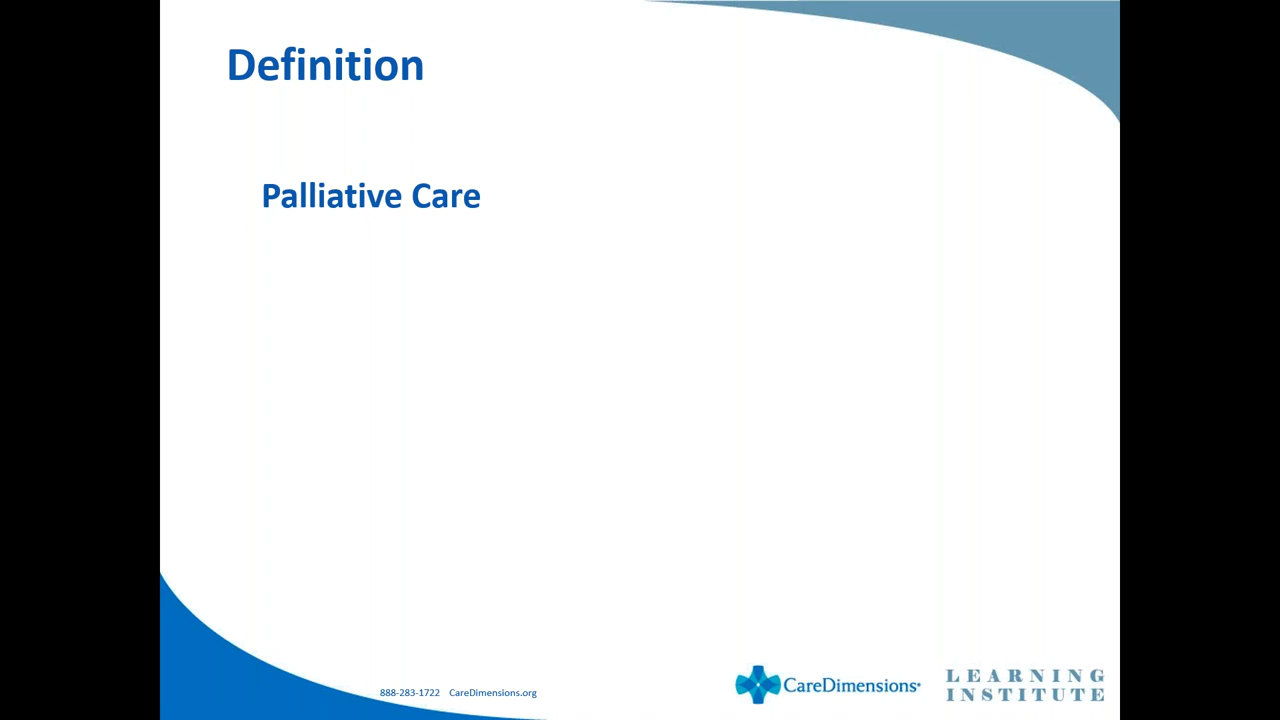 Definition
Palliative Care
888-283-1722 CareDimensions.org
CareDimensions
LEARNING
INSTITUTE